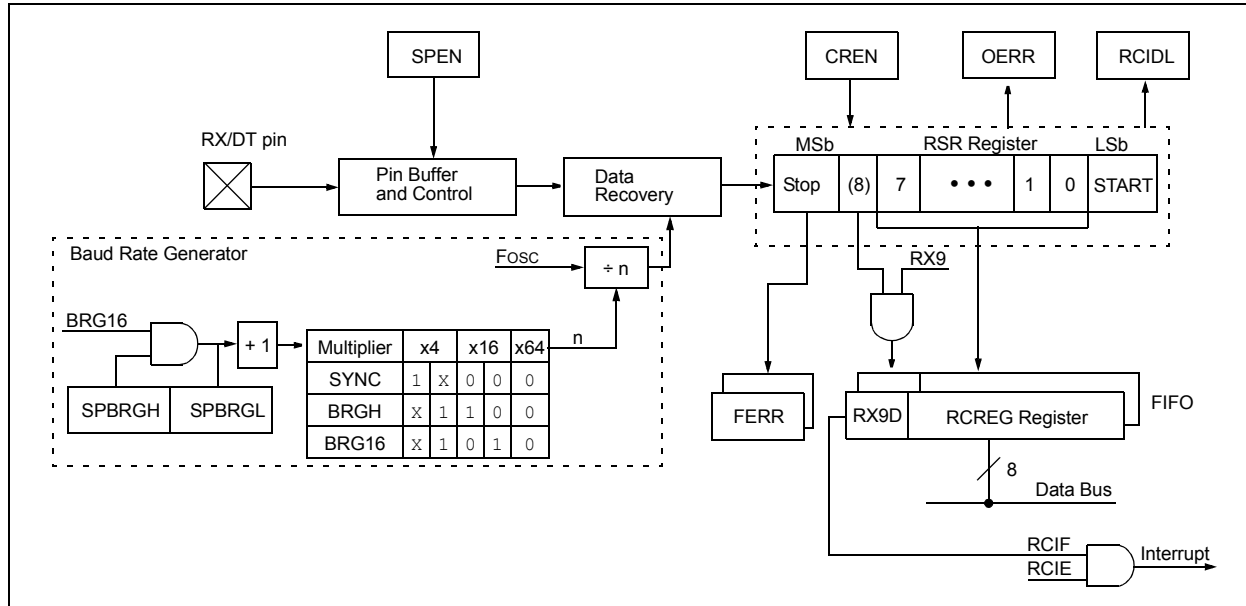 SPEN
CREN
OERR
RCIDL
RX/DT pin
Pin Buffer
and Control
Data
Recovery
MSb RSR Register LSb
Stop (8) 7 • • • 1 0 START
Baud Rate Generator
FOSC
÷ n
RX9
BRG16
+ 1
n
Multiplier x4 x16 x64
SYNC 1 X 0 0 0
BRGH X 1 1 0 0
BRG16 X 1 0 1 0
SPBRGH SPBRGL
FERR
RX9D RCREG Register
FIFO
8
Data Bus
RCIF
RCIE
Interrupt